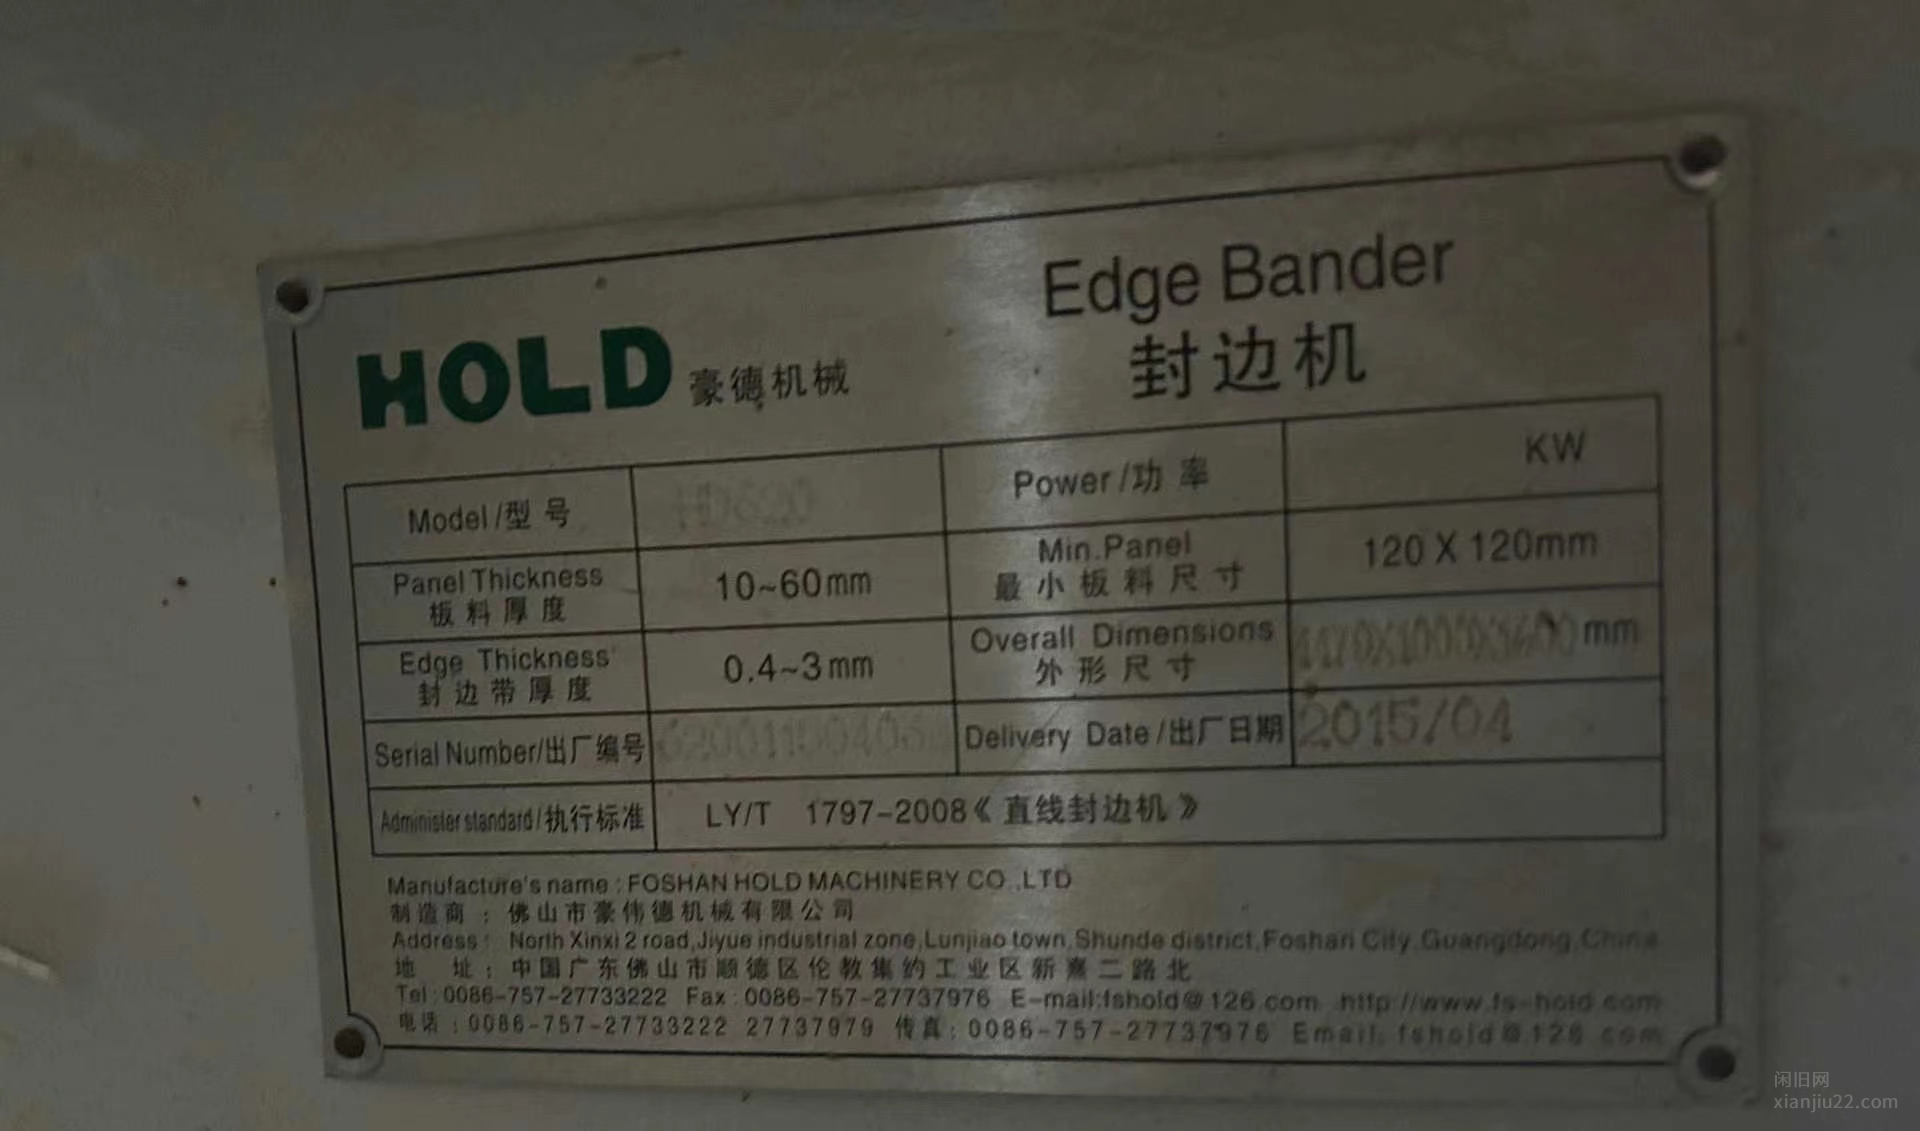 Edge Bander
HOLD 豪德机械 封边机
Model/型号 HD620 Power/功率 KW
Panel Thickness 板料厚度 10~60mm Min.Panel 最小板料尺寸 120X120mm
Edge Thickness 封边带厚度 0.4~3mm Overall Dimensions 外形尺寸 mm
Serial Number/出厂编号 Delivery Date/出厂日期 2015/04
Administer standard/执行标准 LY/T 1797-2008《直线封边机》
Manufacture's name : FOSHAN HOLD MACHINERY CO .,LTD
制造商 : 佛山市豪伟德机械有限公司
Address : North Xinxi 2 road,Jiyue industrial zone,Lunjiao town,Shunde district,Foshan City,Guangdong,China
地 址 : 中国广东佛山市顺德区伦教集约工业区新熹二路北
Tel : 0086-757-27733222 Fax : 0086-757-27737976 E-mail:fshold@126.com http://www.fs-hold.com
电话 : 0086-757-27733222 27737979 传真 : 0086-757-27737976 Email: fshold@126.com
闲旧网
xianjiu22.com